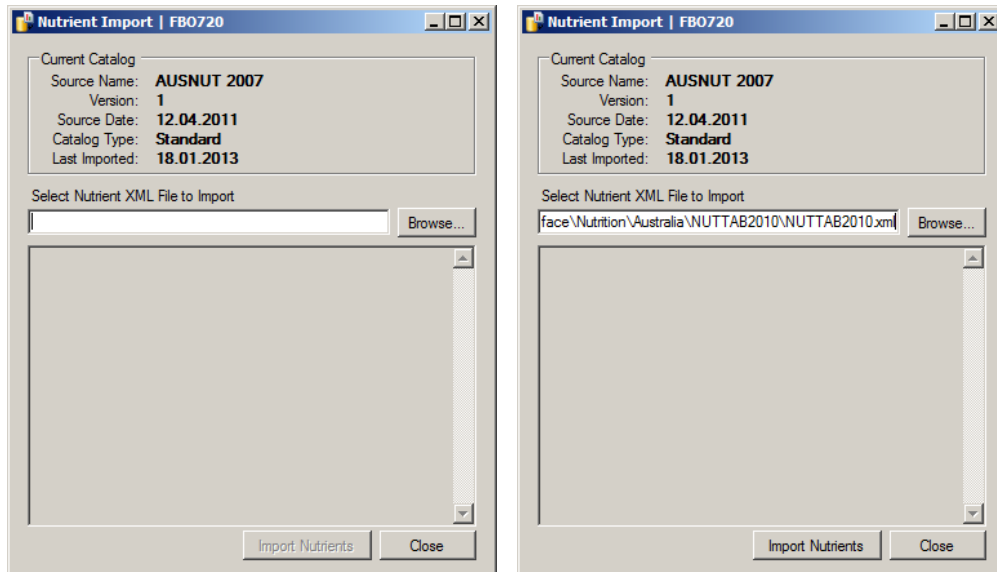 Nutrient Import | FBO720
Current Catalog
Source Name: AUSNUT 2007
Version: 1
Source Date: 12.04.2011
Catalog Type: Standard
Last Imported: 18.01.2013
Select Nutrient XML File to Import
Browse...
Import Nutrients
Close
Nutrient Import | FBO720
Current Catalog
Source Name: AUSNUT 2007
Version: 1
Source Date: 12.04.2011
Catalog Type: Standard
Last Imported: 18.01.2013
Select Nutrient XML File to Import
face\Nutrition\Australia\NUTTAB2010\NUTTAB2010.xml
Browse...
Import Nutrients
Close